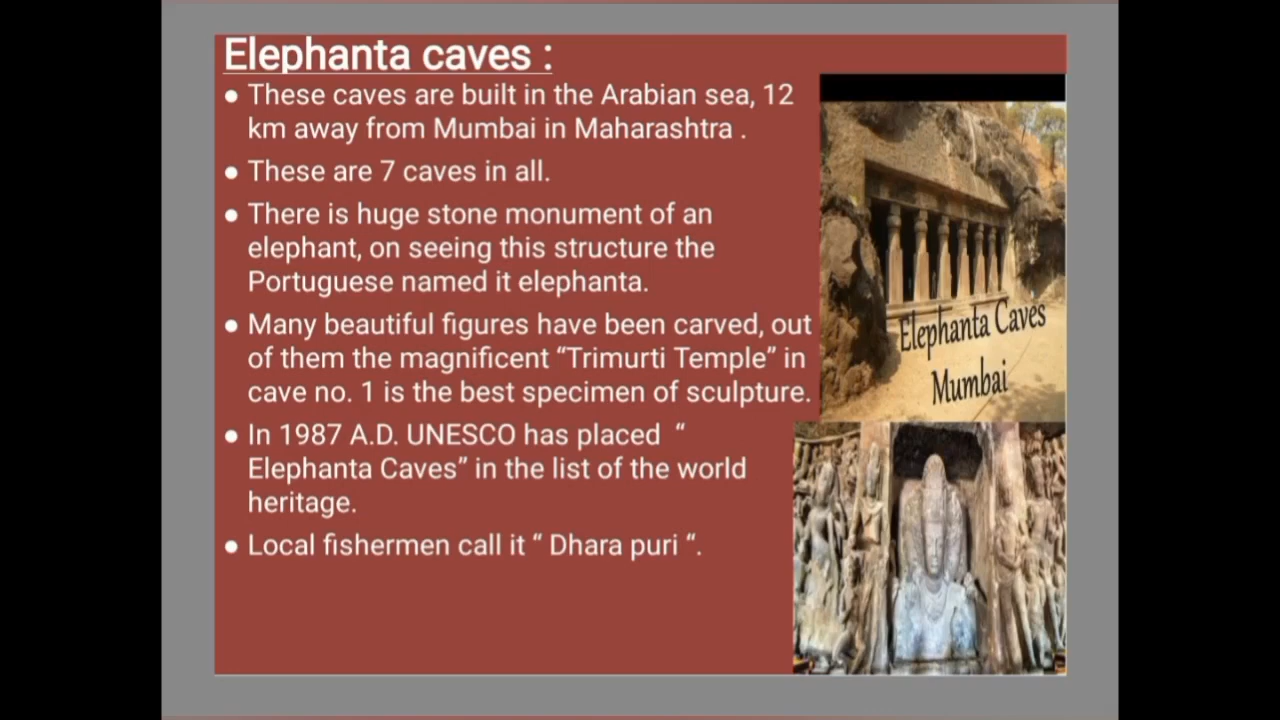 Elephanta caves :
● These caves are built in the Arabian sea, 12
km away from Mumbai in Maharashtra .
● These are 7 caves in all.
● There is huge stone monument of an
elephant, on seeing this structure the
Portuguese named it elephanta.
● Many beautiful figures have been carved, out
of them the magnificent “Trimurti Temple” in
cave no. 1 is the best specimen of sculpture.
● In 1987 A.D. UNESCO has placed “
Elephanta Caves” in the list of the world
heritage.
● Local fishermen call it “ Dhara puri “.
Elephanta Caves
Mumbai